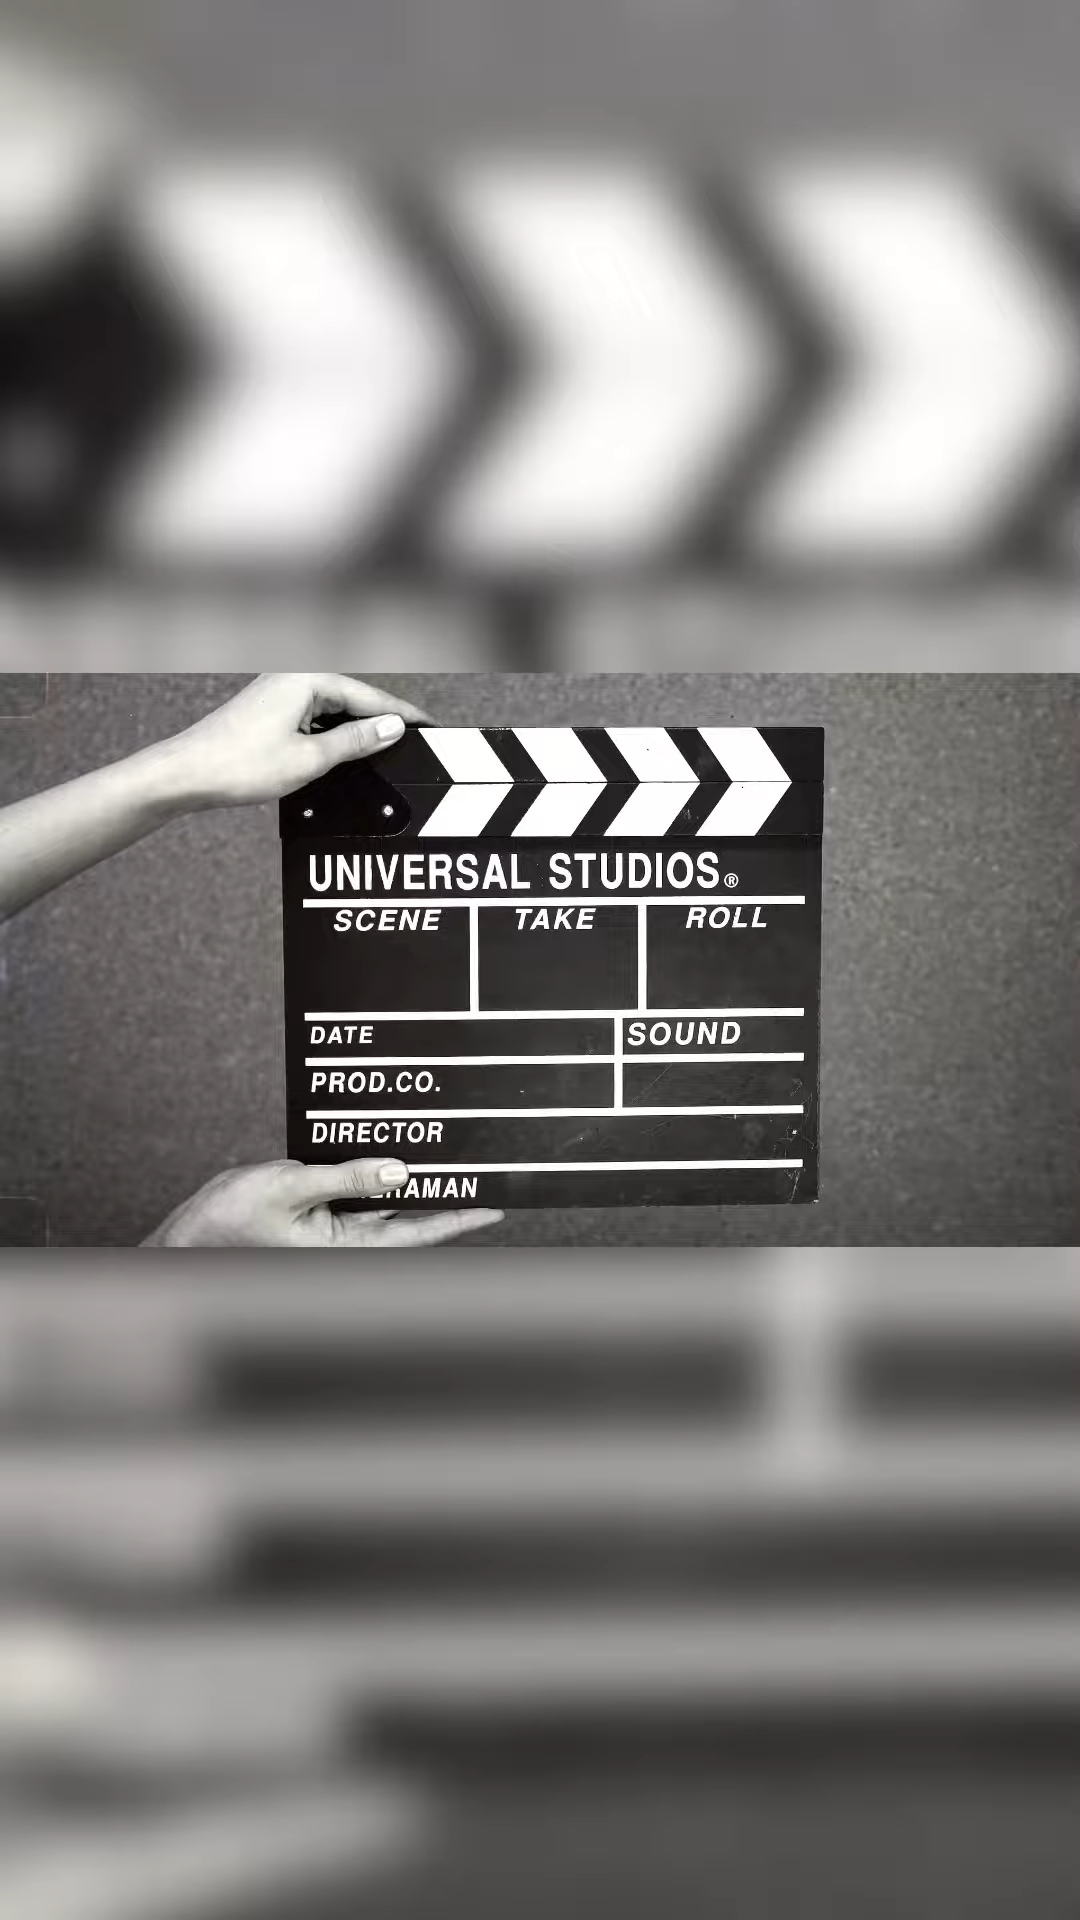 UNIVERSAL STUDIOS®
SCENE TAKE ROLL
DATE SOUND
PROD.CO.
DIRECTOR